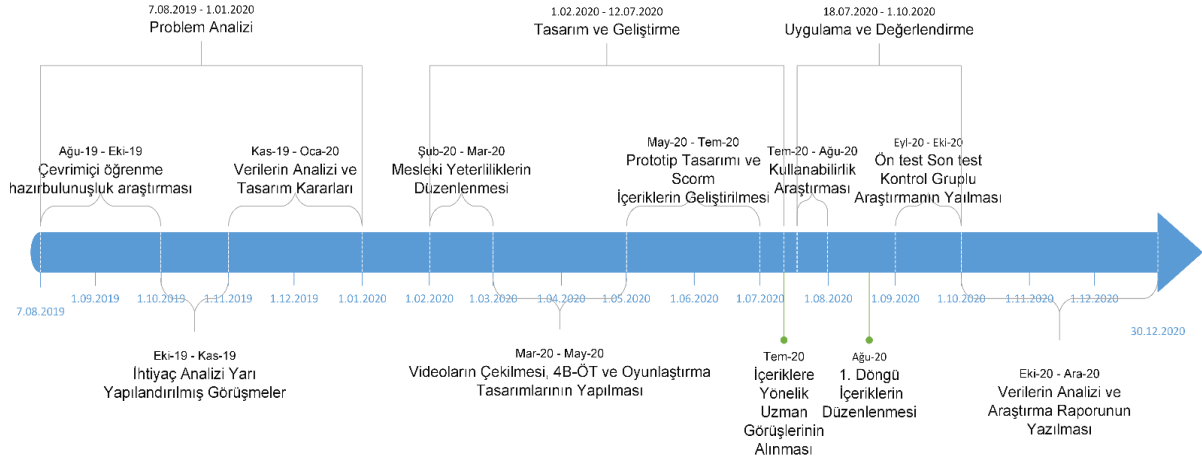 7.08.2019 - 1.01.2020
Problem Analizi
1.02.2020 - 12.07.2020
Tasarım ve Geliştirme
18.07.2020 - 1.10.2020
Uygulama ve Değerlendirme
Ağu-19 - Eki-19
Çevrimiçi öğrenme
hazırbulunuşluk araştırması
Kas-19 - Oca-20
Verilerin Analizi ve
Tasarım Kararları
Şub-20 - Mar-20
Mesleki Yeterliliklerin
Düzenlenmesi
May-20 - Tem-20
Prototip Tasarımı ve
Scorm
İçeriklerin Geliştirilmesi
Tem-20 - Ağu-20
Kullanabilirlik
Araştırması
Eyl-20 - Eki-20
Ön test Son test
Kontrol Gruplu
Araştırmanın Yaılması
7.08.2019
1.09.2019
1.10.2019
1.11.2019
1.12.2019
1.01.2020
1.02.2020
1.03.2020
1.04.2020
1.05.2020
1.06.2020
1.07.2020
1.08.2020
1.09.2020
1.10.2020
1.11.2020
1.12.2020
30.12.2020
Eki-19 - Kas-19
İhtiyaç Analizi Yarı
Yapılandırılmış Görüşmeler
Mar-20 - May-20
Videoların Çekilmesi, 4B-ÖT ve Oyunlaştırma
Tasarımlarının Yapılması
Tem-20
İçeriklere
Yönelik
Uzman
Görüşlerinin
Alınması
Ağu-20
1. Döngü
İçeriklerin
Düzenlenmesi
Eki-20 - Ara-20
Verilerin Analizi ve
Araştırma Raporunun
Yazılması